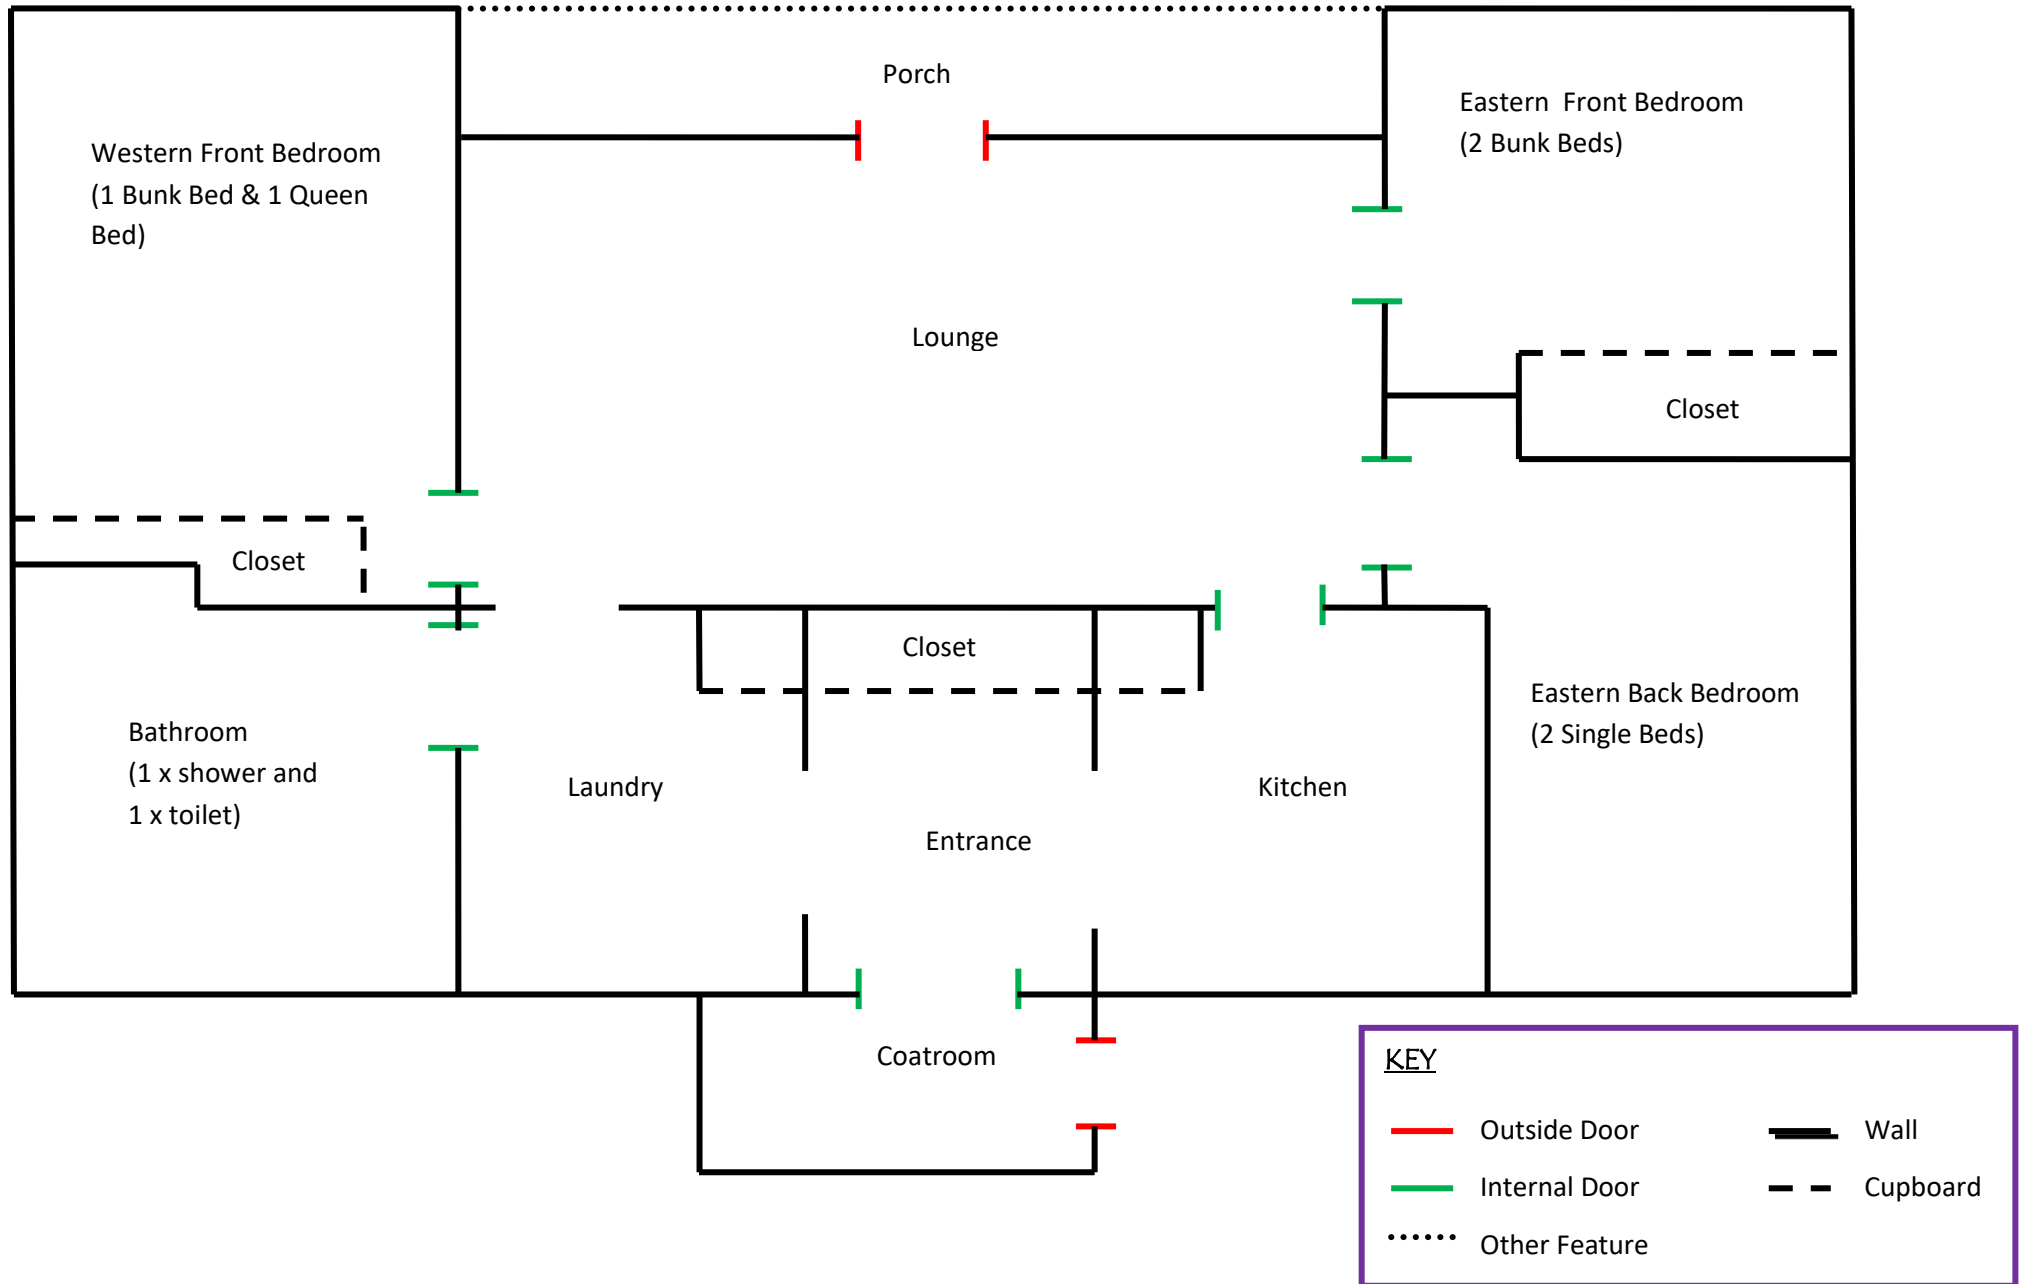 Porch
Eastern Front Bedroom
(2 Bunk Beds)
Western Front Bedroom
(1 Bunk Bed & 1 Queen
Bed)
Lounge
Closet
Closet
Closet
Eastern Back Bedroom
(2 Single Beds)
Bathroom
(1 x shower and
1 x toilet)
Laundry
Kitchen
Entrance
Coatroom
KEY
Outside Door
Wall
Internal Door
Cupboard
Other Feature